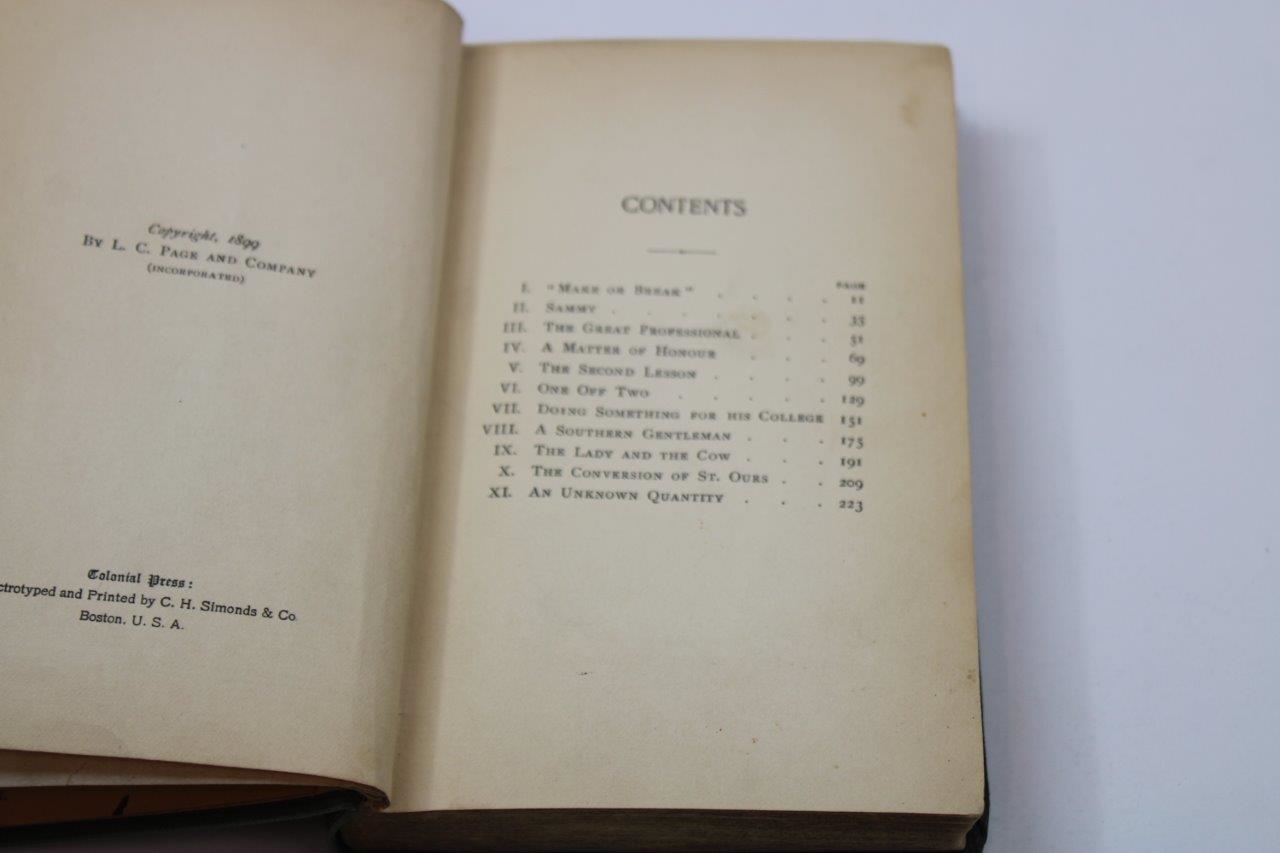 Copyright, 1899
By L. C. Page and Company
(INCORPORATED)
Colonial Press:
ctrotyped and Printed by C. H. Simonds & Co.
Boston, U. S. A.
CONTENTS
PAGE
I. "Make or Break" . . . . 11
II. Sammy . . . . . . . 35
III. The Great Professional . . . 51
IV. A Matter of Honour . . . 69
V. The Second Lesson . . . . 99
VI. One Off Two . . . . . 129
VII. Doing Something for his College 151
VIII. A Southern Gentleman . . . 175
IX. The Lady and the Cow . . . 191
X. The Conversion of St. Ours . . 209
XI. An Unknown Quantity . . . 223